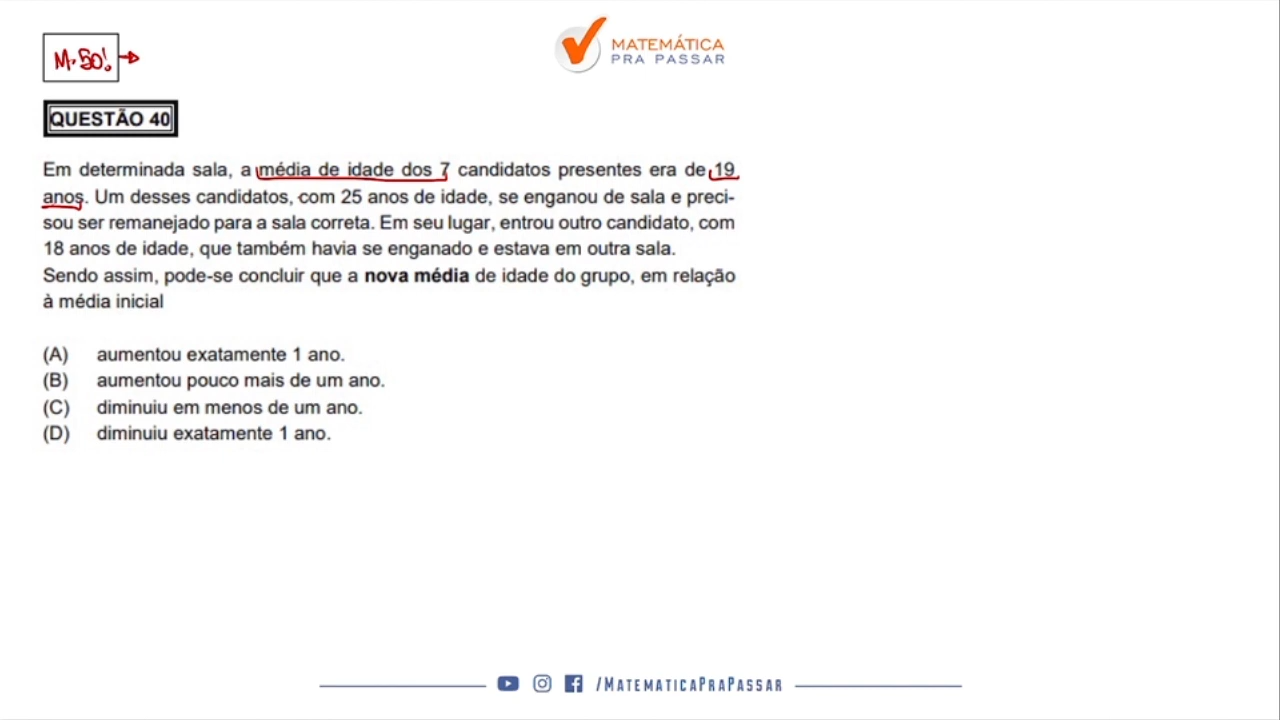 M.50!
MATEMÁTICA
PRA PASSAR
QUESTÃO 40
Em determinada sala, a média de idade dos 7 candidatos presentes era de 19
anos. Um desses candidatos, com 25 anos de idade, se enganou de sala e preci-
sou ser remanejado para a sala correta. Em seu lugar, entrou outro candidato, com
18 anos de idade, que também havia se enganado e estava em outra sala.
Sendo assim, pode-se concluir que a nova média de idade do grupo, em relação
à média inicial
(A) aumentou exatamente 1 ano.
(B) aumentou pouco mais de um ano.
(C) diminuiu em menos de um ano.
(D) diminuiu exatamente 1 ano.
/MATEMATICAPRAPASSAR